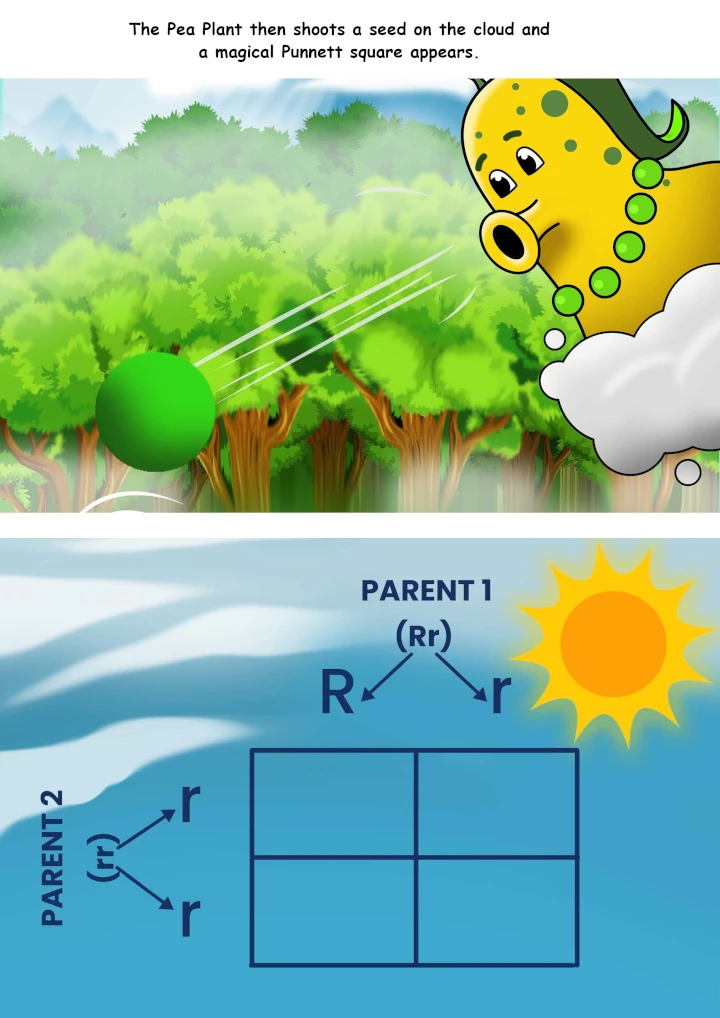 The Pea Plant then shoots a seed on the cloud and
a magical Punnett square appears.
PARENT 1
(Rr)
R r
PARENT 2
(rr)
r
r